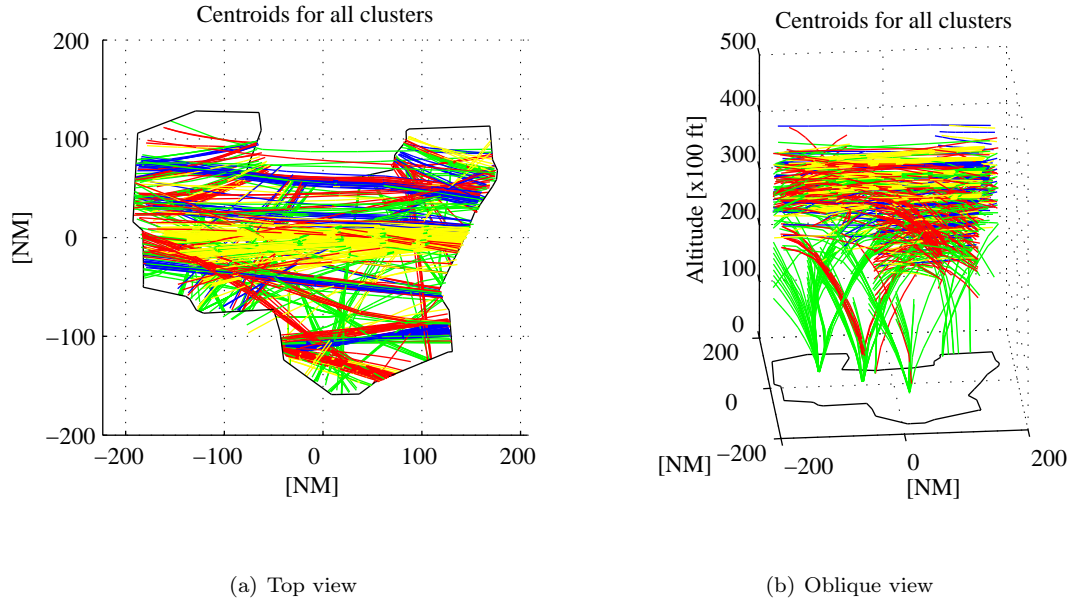 Centroids for all clusters
200
100
0
−100
−200
[NM]
−200
−100
0
100
200
[NM]
(a) Top view
Centroids for all clusters
500
400
300
200
100
0
Altitude [x100 ft]
200
0
−200
[NM]
−200
0
200
[NM]
(b) Oblique view